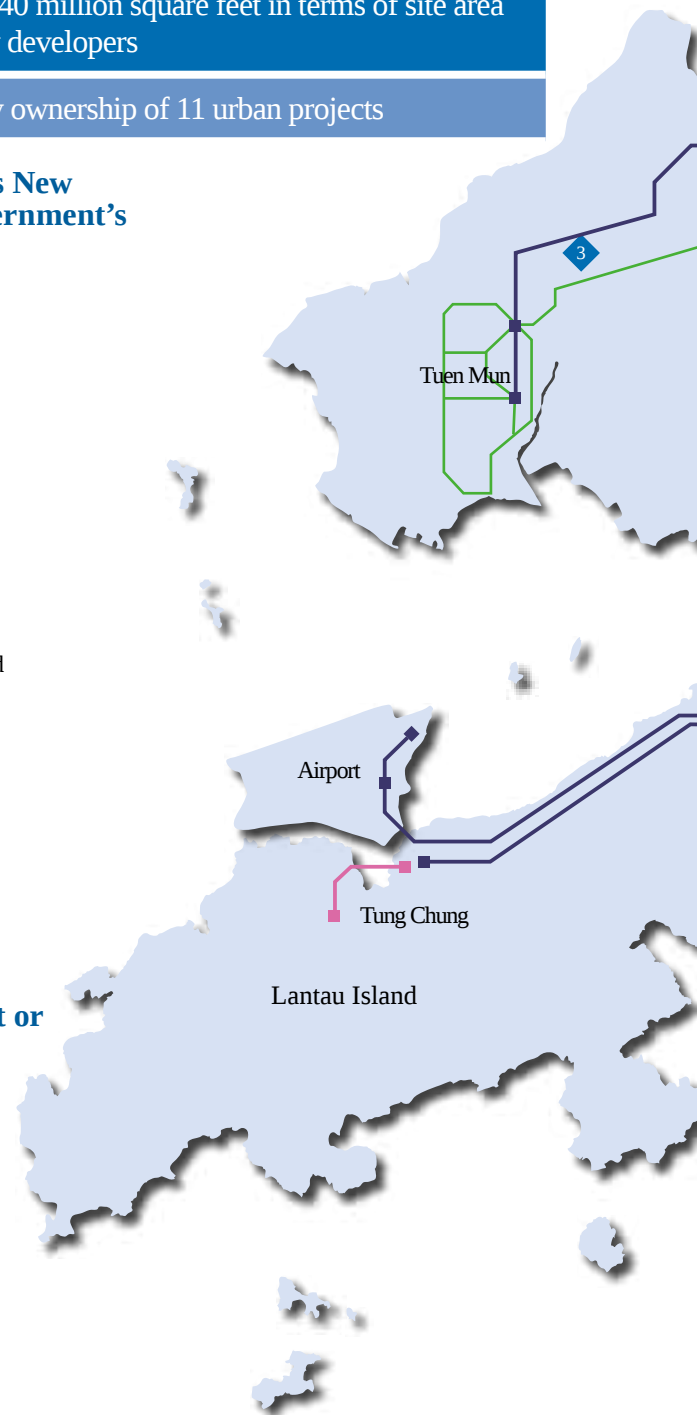 40 million square feet in terms of site area
developers
ownership of 11 urban projects
s New
ernment's
3
Tuen Mun
Airport
Tung Chung
Lantau Island
t or